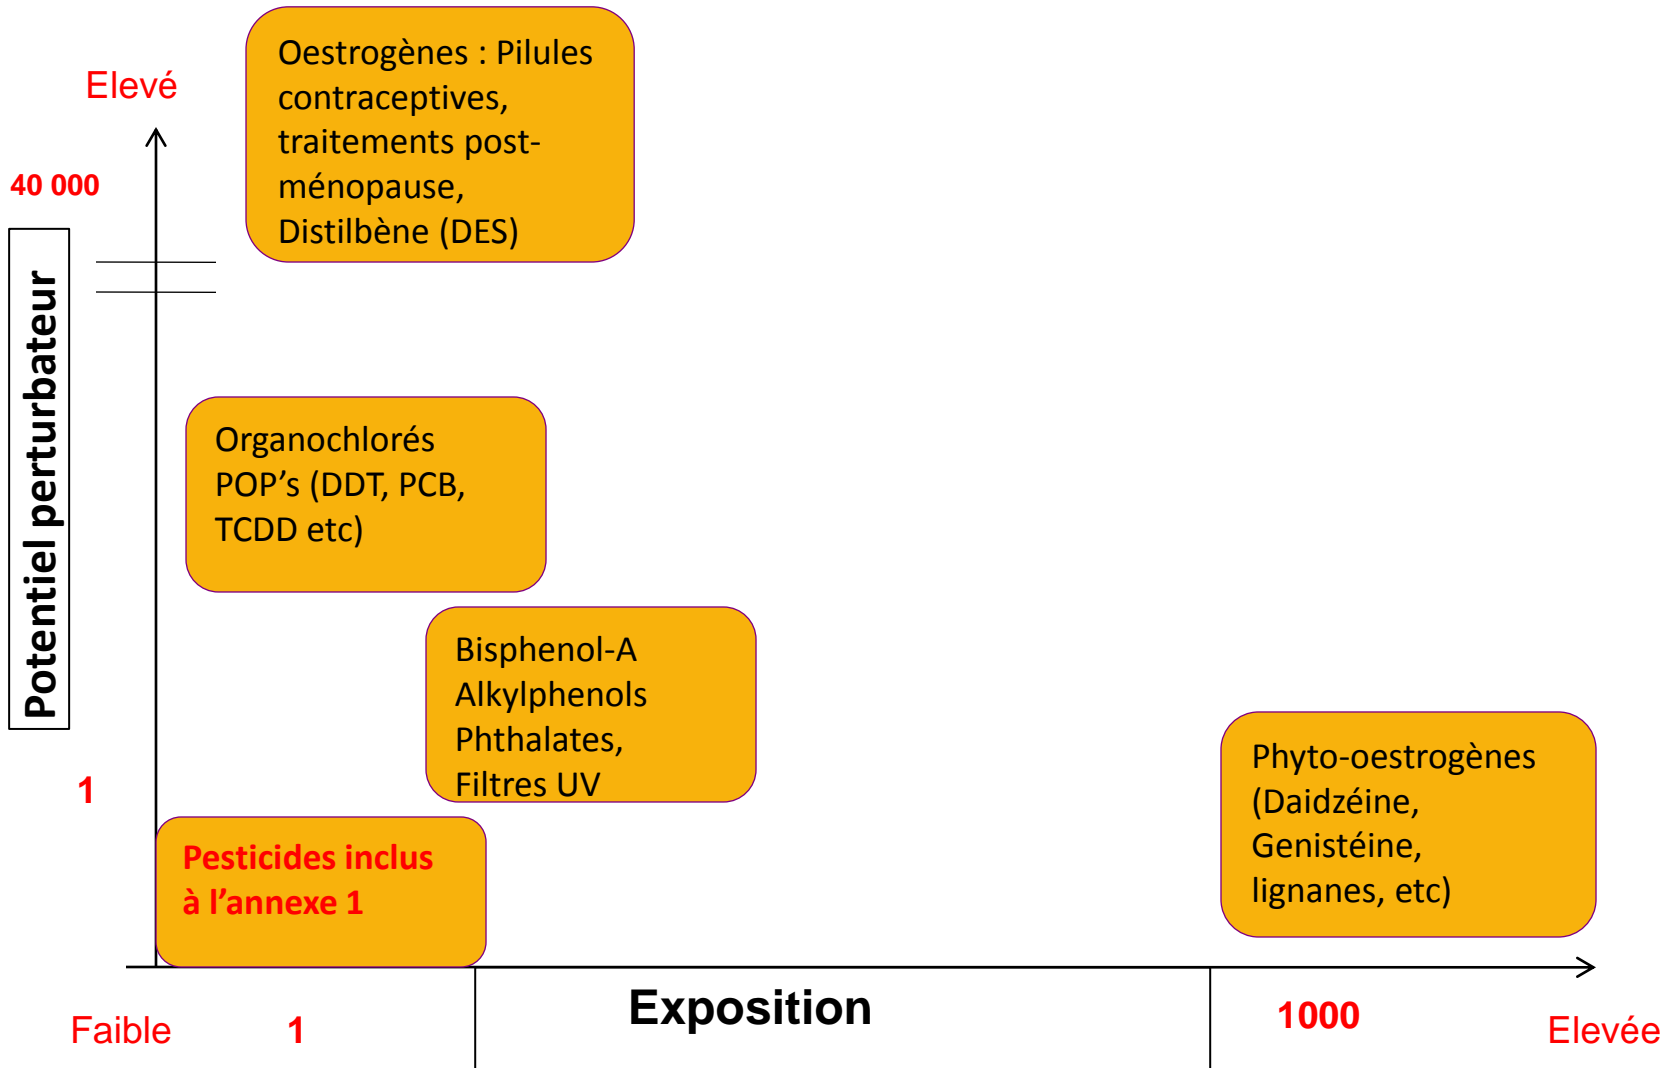 Oestrogènes : Pilules
contraceptives,
traitements post-
ménopause,
Distilbène (DES)
Elevé
40 000
Potentiel perturbateur
Organochlorés
POP’s (DDT, PCB,
TCDD etc)
Bisphenol-A
Alkylphenols
Phthalates,
Filtres UV
Phyto-oestrogènes
(Daidzéine,
Genistéine,
lignanes, etc)
1
Pesticides inclus
à l’annexe 1
Faible
1
Exposition
1000
Elevée